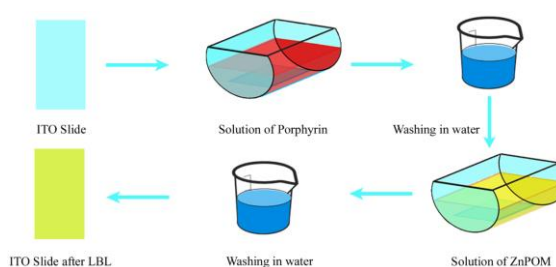 ITO Slide
Solution of Porphyrin
Washing in water
ITO Slide after LBL
Washing in water
Solution of ZnPOM